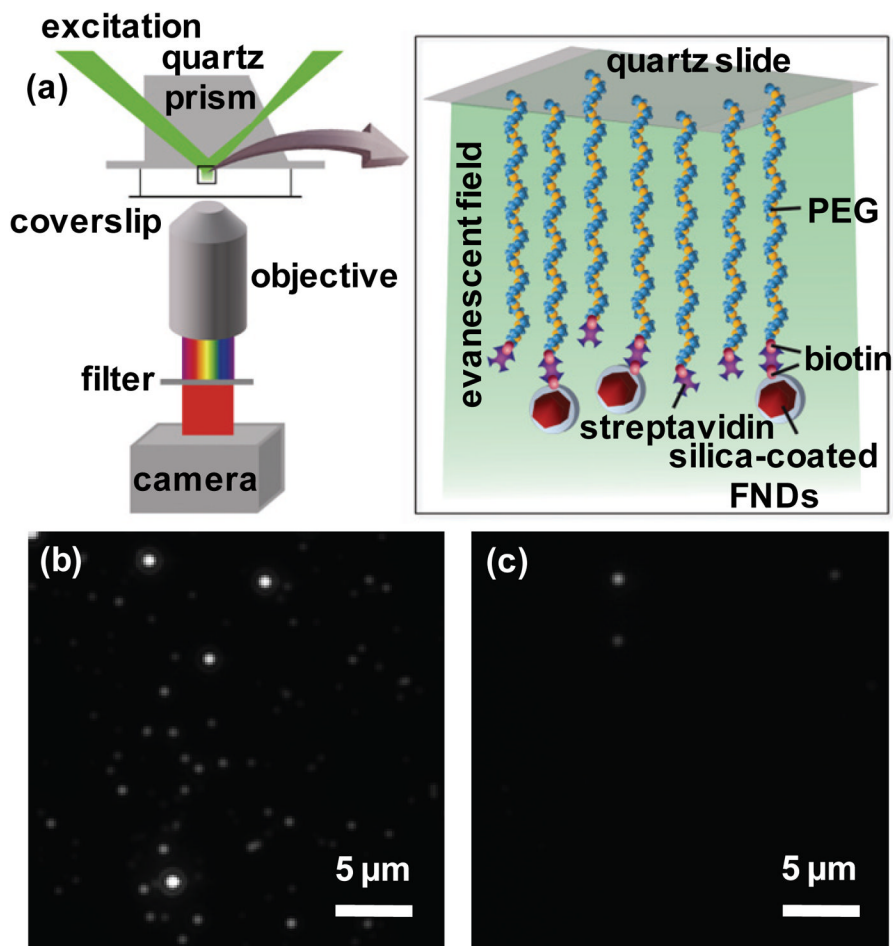 excitation
(a)
quartz
prism
coverslip
objective
filter
camera
quartz slide
evanescent field
PEG
biotin
streptavidin
silica-coated
FNDs
(b)
5 µm
(c)
5 µm